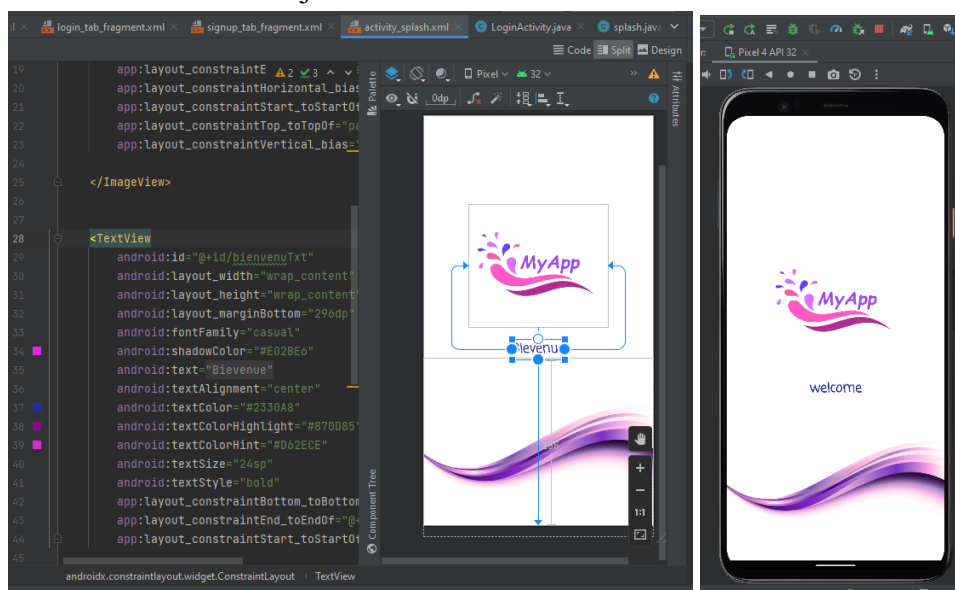 login_tab_fragment.xml × signup_tab_fragment.xml × activity_splash.xml × LoginActivity.java × splash.java
Code Split Design
19 app:layout_constraintE 2 3
20 app:layout_constraintHorizontal_bias
21 app:layout_constraintStart_toStartOf
22 app:layout_constraintTop_toTopOf="pa
23 app:layout_constraintVertical_bias="
24
25 </ImageView>
26
27
28 <TextView
29 android:id="@+id/bienvenuTxt"
30 android:layout_width="wrap_content"
31 android:layout_height="wrap_content"
32 android:layout_marginBottom="296dp"
33 android:fontFamily="casual"
34 android:shadowColor="#E02BE6"
35 android:text="Bievenue"
36 android:textAlignment="center"
37 android:textColor="#2330A8"
38 android:textColorHighlight="#870D85"
39 android:textColorHint="#D62ECE"
40 android:textSize="24sp"
41 android:textStyle="bold"
42 app:layout_constraintBottom_toBottom
43 app:layout_constraintEnd_toEndOf="@+
44 app:layout_constraintStart_toStartOf
45
androidx.constraintlayout.widget.ConstraintLayout TextView
Palette
Component Tree
Pixel 32
0dp
Attributes
MyApp
Bievenu
1:1
Pixel 4 API 32 ×
MyApp
welcome